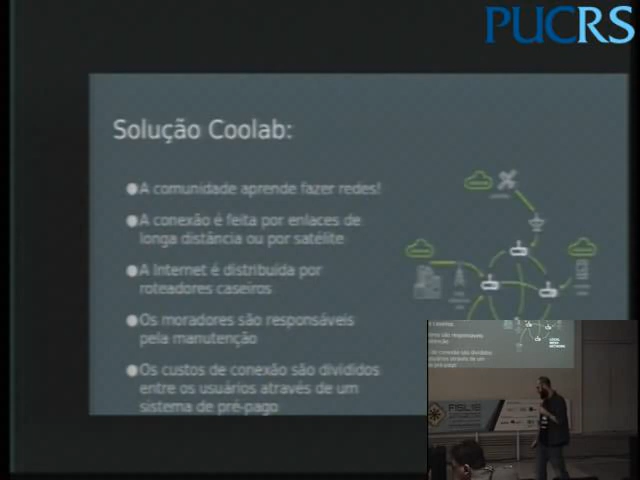 PUCRS
Solução Coolab:
A comunidade aprende fazer redes!
A conexão é feita por enlaces de
longa distância ou por satélite
A Internet é distribuída por
roteadores caseiros
Os moradores são responsáveis
pela manutenção
Os custos de conexão são divididos
entre os usuários através de um
sistema de pré-pago
FISL16